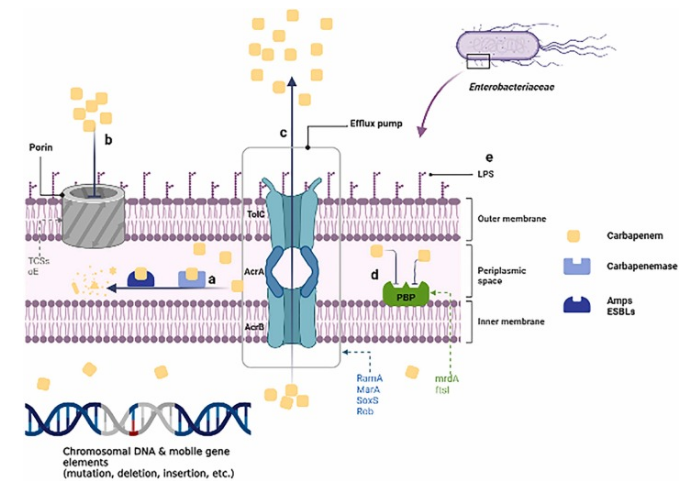 Enterobacteriaceae
c
Efflux pump
b
Porin
e
LPS
TolC
Outer membrane
TCSs
σE
Carbapenem
Periplasmic
space
AcrA
a
d
PBP
Carbapenemase
Amps
ESBLs
Inner membrane
AcrB
RamA
MarA
SoxS
Rob
mrdA
ftsI
Chromosomal DNA & mobile gene
elements
(mutation, deletion, insertion, etc.)